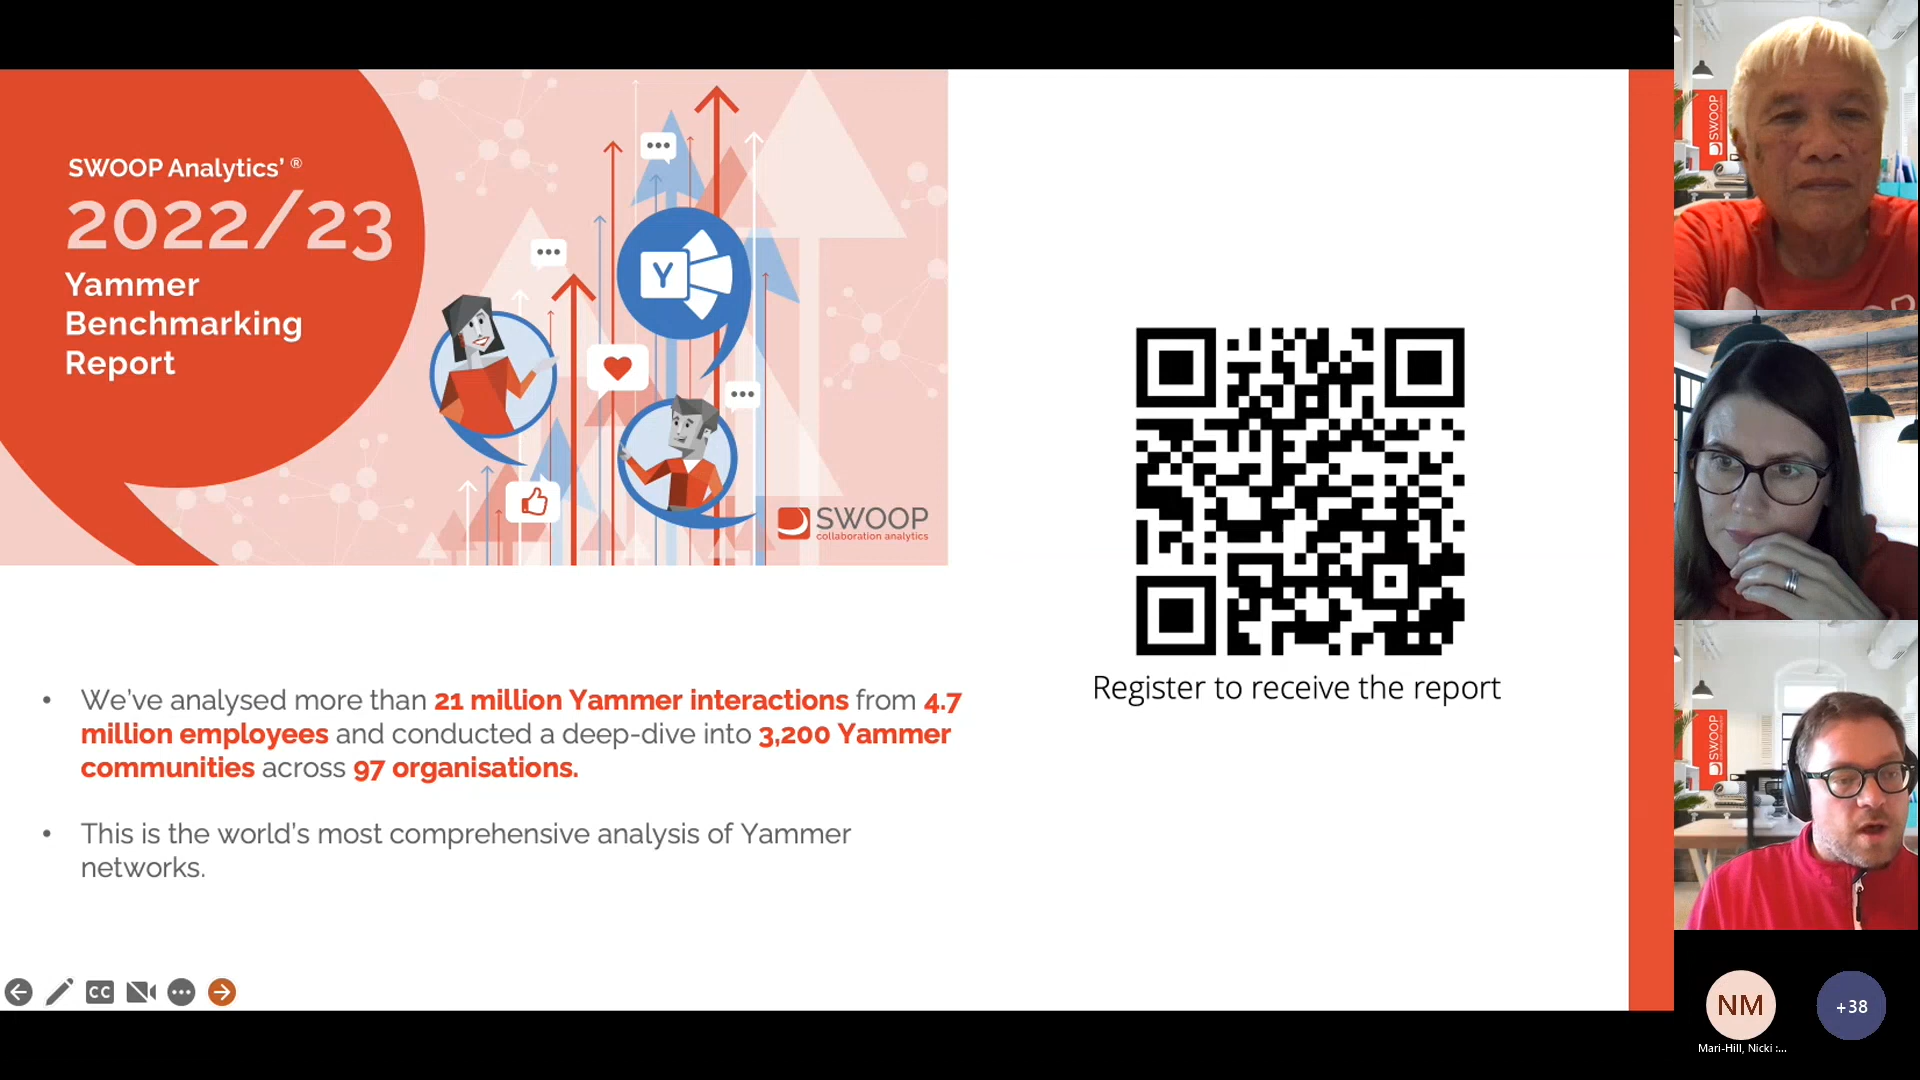 SWOOP Analytics' ®
2022/23
Yammer
Benchmarking
Report
Y
SWOOP
collaboration analytics
• We've analysed more than 21 million Yammer interactions from 4.7
million employees and conducted a deep-dive into 3,200 Yammer
communities across 97 organisations.
• This is the world's most comprehensive analysis of Yammer
networks.
Register to receive the report
CC
SWOOP
SWOOP
NM
Mari-Hill, Nicki :...
+38